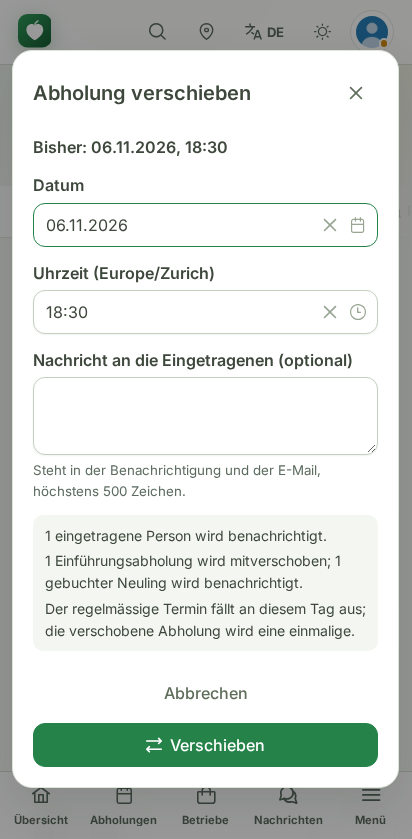 DE
Abholung verschieben
Bisher: 06.11.2026, 18:30
Datum
06.11.2026
Uhrzeit (Europe/Zurich)
18:30
Nachricht an die Eingetragenen (optional)
Steht in der Benachrichtigung und der E-Mail,
höchstens 500 Zeichen.
1 eingetragene Person wird benachrichtigt.
1 Einführungsabholung wird mitverschoben; 1
gebuchter Neuling wird benachrichtigt.
Der regelmässige Termin fällt an diesem Tag aus;
die verschobene Abholung wird eine einmalige.
Abbrechen
Verschieben
Übersicht Abholungen Betriebe Nachrichten Menü